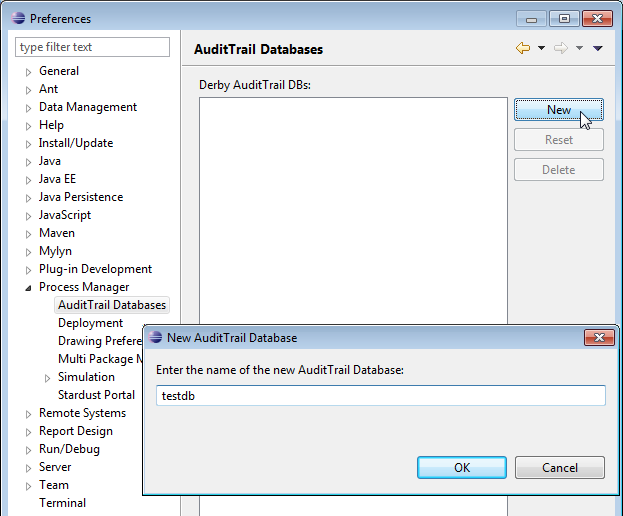 Preferences
type filter text
AuditTrail Databases
General
Ant
Data Management
Help
Install/Update
Java
Java EE
Java Persistence
JavaScript
Maven
Mylyn
Plug-in Development
Process Manager
AuditTrail Databases
Deployment
Drawing Prefere
Multi Package M
Simulation
Stardust Portal
Remote Systems
Report Design
Run/Debug
Server
Team
Terminal
Derby AuditTrail DBs:
New
Reset
Delete
New AuditTrail Database
Enter the name of the new AuditTrail Database:
testdb
OK
Cancel